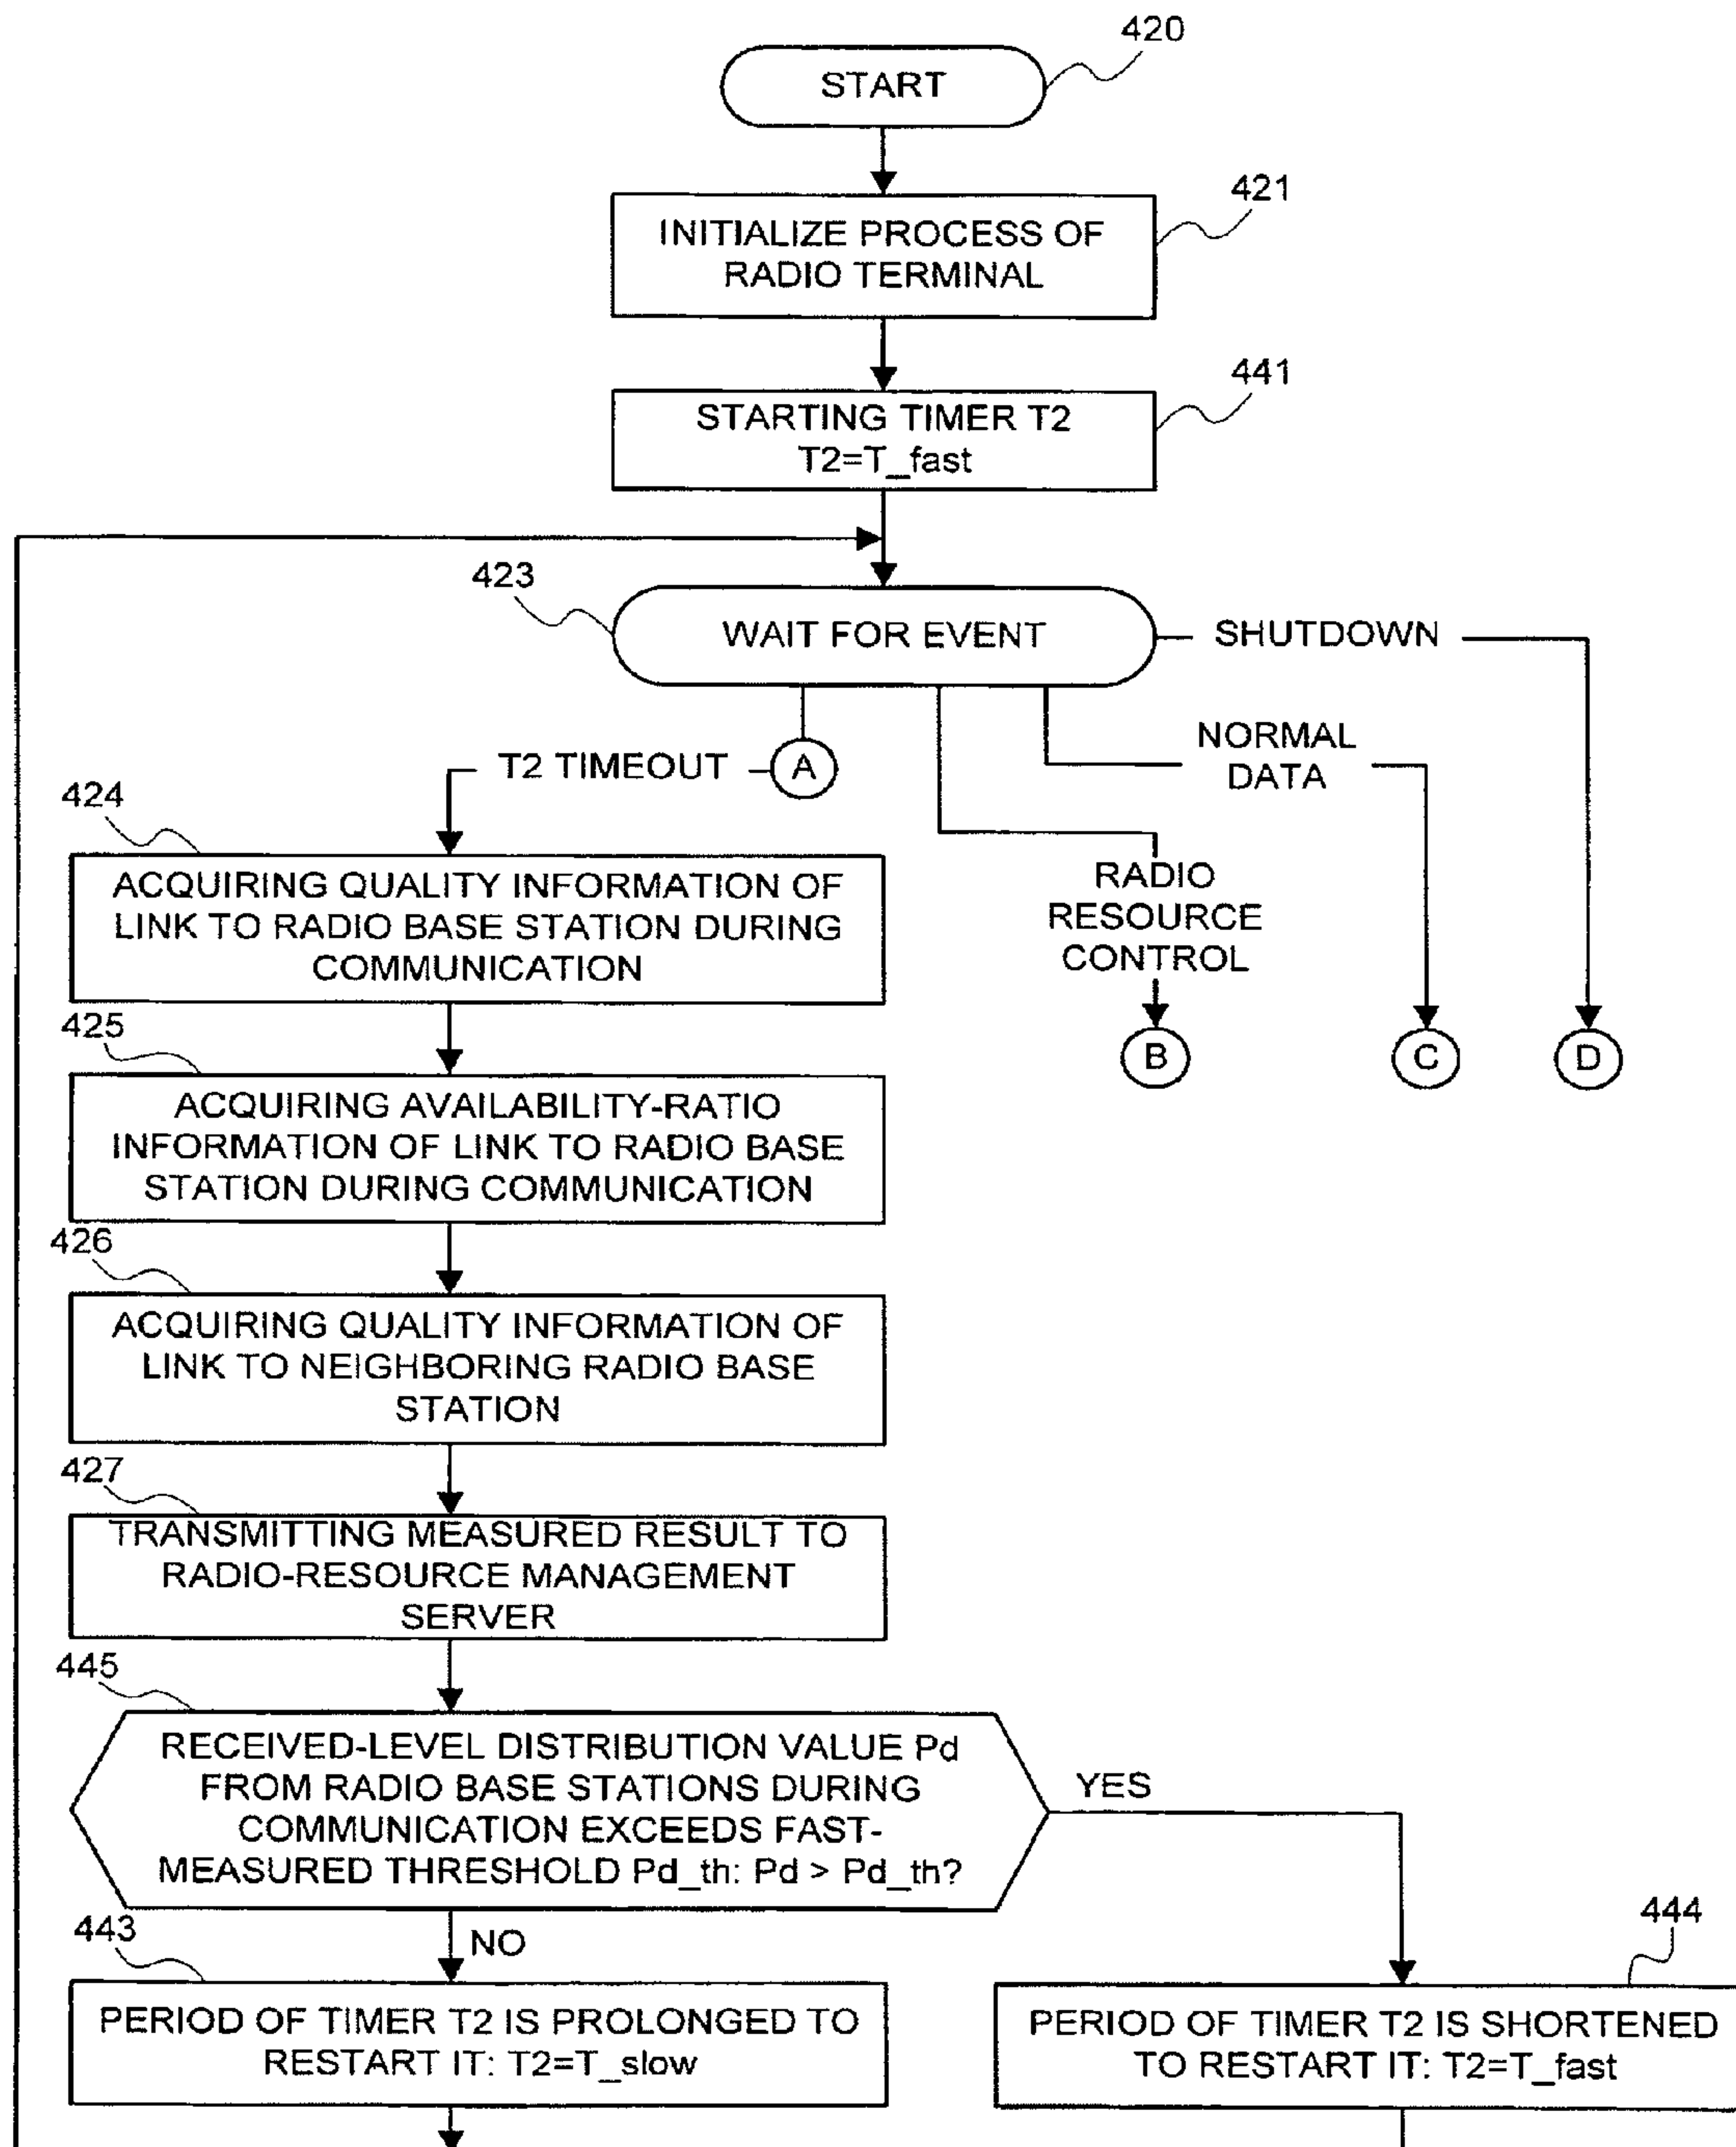 420
START
421
INITIALIZE PROCESS OF
RADIO TERMINAL
441
STARTING TIMER T2
T2=T_fast
423
WAIT FOR EVENT
SHUTDOWN
NORMAL
DATA
T2 TIMEOUT
A
424
ACQUIRING QUALITY INFORMATION OF
LINK TO RADIO BASE STATION DURING
COMMUNICATION
RADIO
RESOURCE
CONTROL
B
C
D
425
ACQUIRING AVAILABILITY-RATIO
INFORMATION OF LINK TO RADIO BASE
STATION DURING COMMUNICATION
426
ACQUIRING QUALITY INFORMATION OF
LINK TO NEIGHBORING RADIO BASE
STATION
427
TRANSMITTING MEASURED RESULT TO
RADIO-RESOURCE MANAGEMENT
SERVER
445
RECEIVED-LEVEL DISTRIBUTION VALUE Pd
FROM RADIO BASE STATIONS DURING
COMMUNICATION EXCEEDS FAST-
MEASURED THRESHOLD Pd_th: Pd > Pd_th?
YES
NO
443
PERIOD OF TIMER T2 IS PROLONGED TO
RESTART IT: T2=T_slow
444
PERIOD OF TIMER T2 IS SHORTENED
TO RESTART IT: T2=T_fast